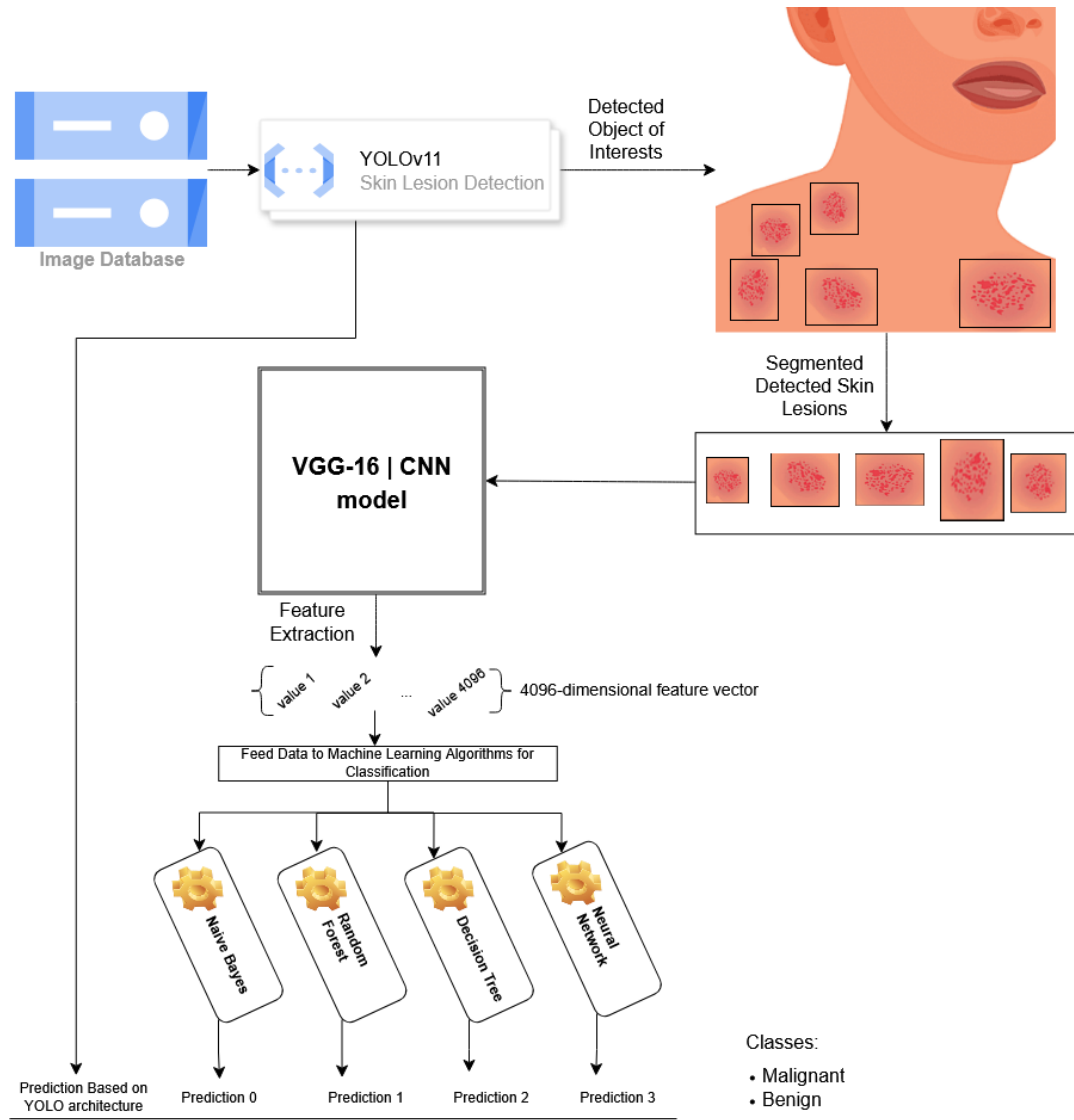 Image Database
YOLOv11
Skin Lesion Detection
Detected
Object of
Interests
Segmented
Detected Skin
Lesions
VGG-16 | CNN
model
Feature
Extraction
value 1
value 2
...
value 4096
4096-dimensional feature vector
Feed Data to Machine Learning Algorithms for
Classification
Naive Bayes
Random
Forest
Decision Tree
Neural
Network
Prediction Based on
YOLO architecture
Prediction 0
Prediction 1
Prediction 2
Prediction 3
Classes:
• Malignant
• Benign